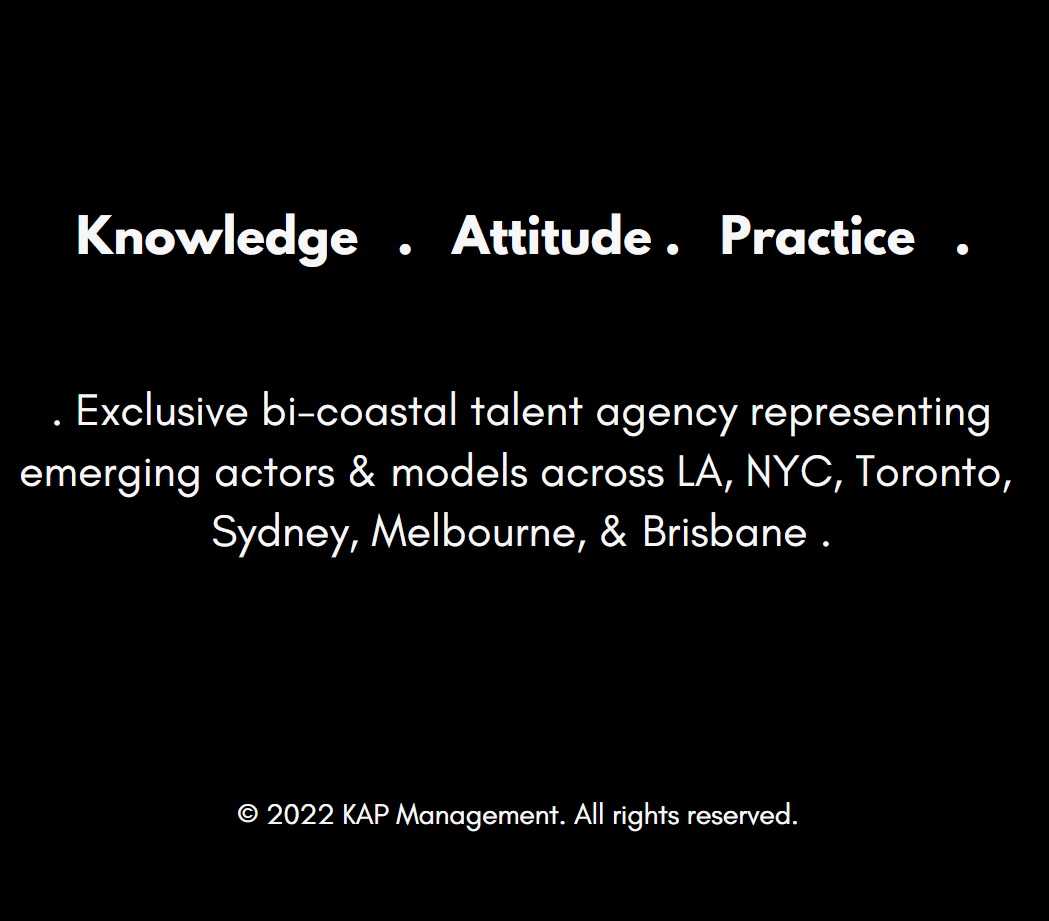 Knowledge . Attitude . Practice .
. Exclusive bi-coastal talent agency representing
emerging actors & models across LA, NYC, Toronto,
Sydney, Melbourne, & Brisbane .
© 2022 KAP Management. All rights reserved.